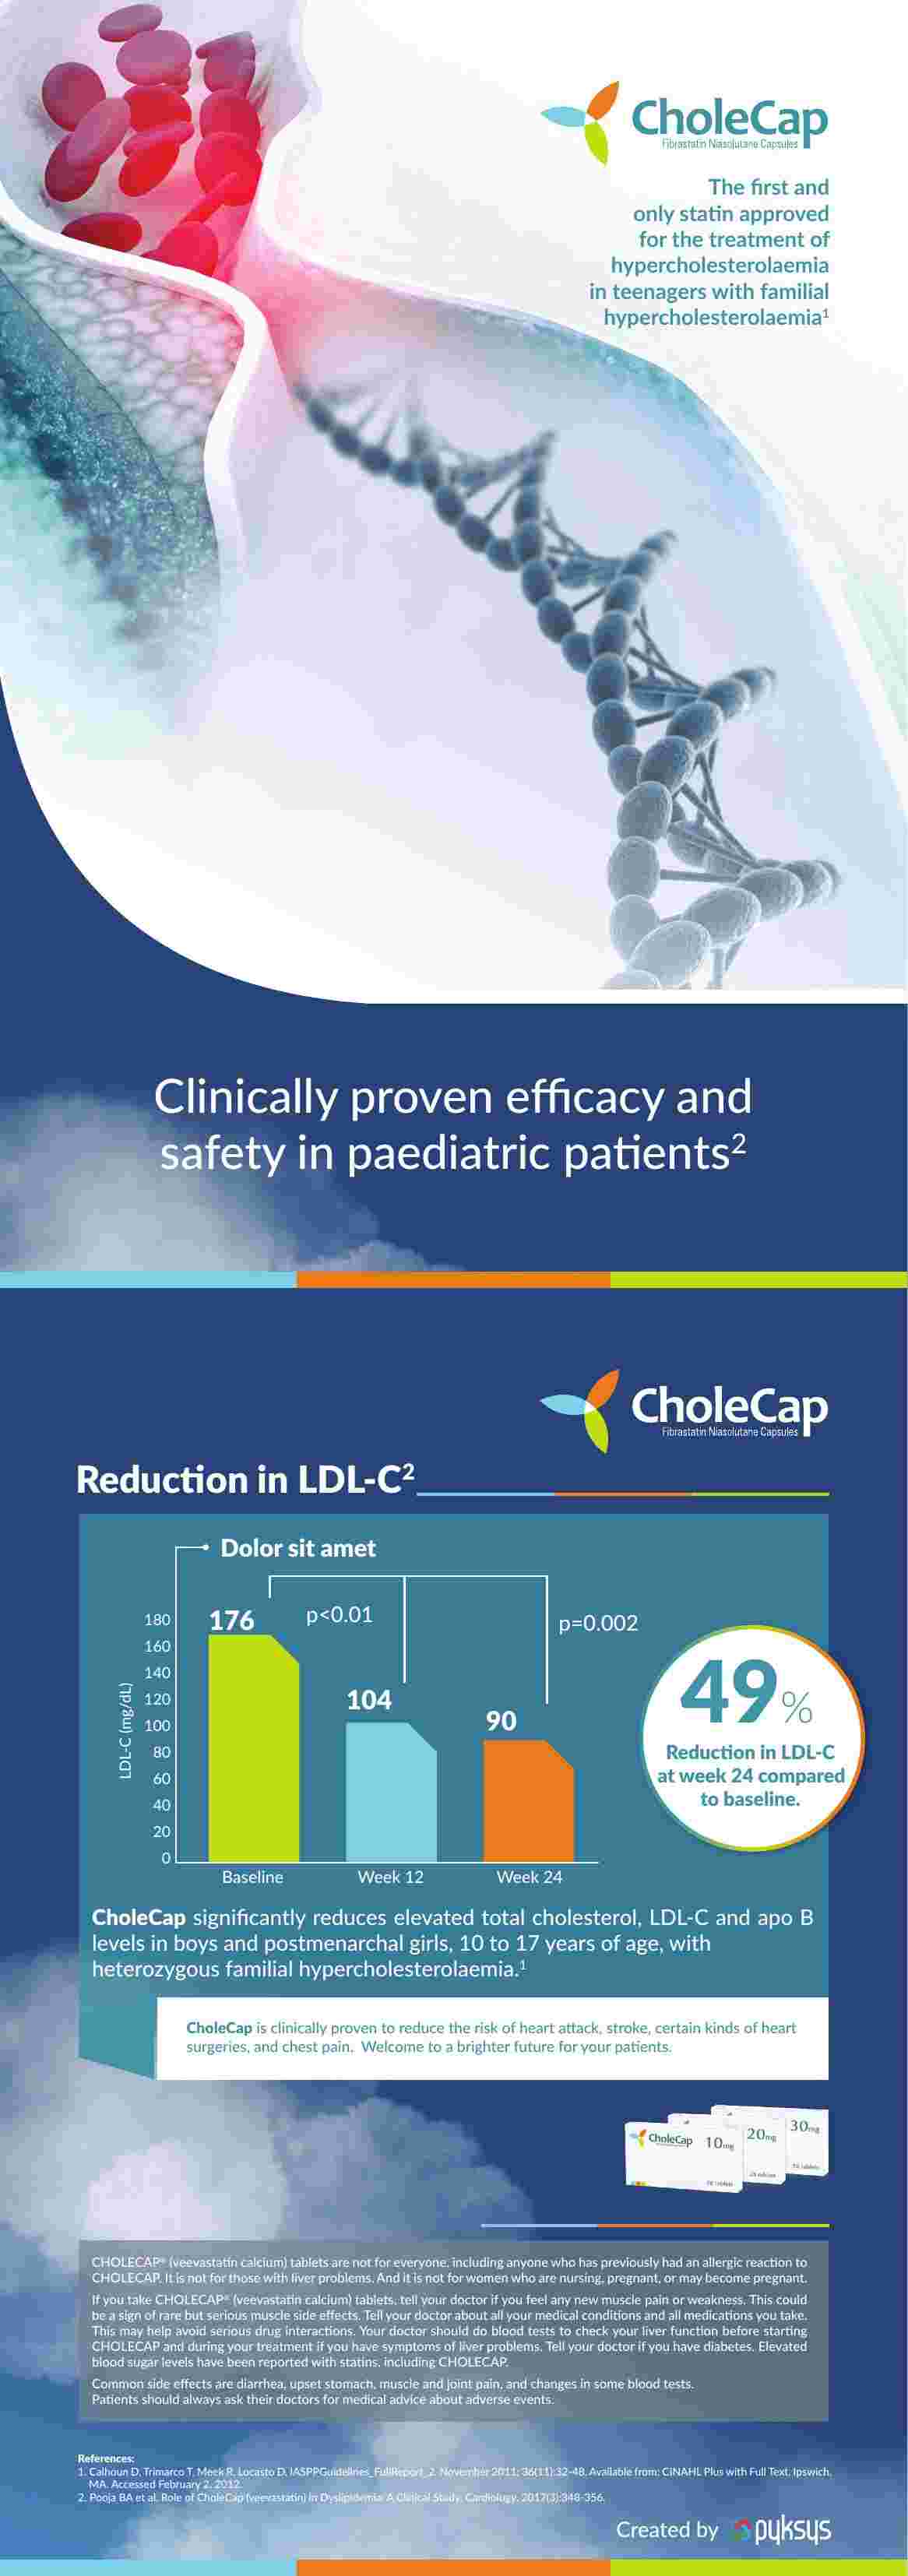 CholeCap
Fibrastatin Niasolutane Capsules
The first and
only statin approved
for the treatment of
hypercholesterolaemia
in teenagers with familial
hypercholesterolaemia¹
Clinically proven efficacy and
safety in paediatric patients²
CholeCap
Fibrastatin Niasolutane Capsules
Reduction in LDL-C²
Dolor sit amet
176
p<0.01
p=0.002
180
160
140
120
100
80
60
40
20
0
LDL-C (mg/dL)
104
90
49%
Reduction in LDL-C
at week 24 compared
to baseline.
Baseline
Week 12
Week 24
CholeCap significantly reduces elevated total cholesterol, LDL-C and apo B
levels in boys and postmenarchal girls, 10 to 17 years of age, with
heterozygous familial hypercholesterolaemia.¹
CholeCap is clinically proven to reduce the risk of heart attack, stroke, certain kinds of heart
surgeries, and chest pain. Welcome to a brighter future for your patients.
CholeCap 10mg
20mg
30mg
CHOLECAP® (veevastatin calcium) tablets are not for everyone, including anyone who has previously had an allergic reaction to
CHOLECAP. It is not for those with liver problems. And it is not for women who are nursing, pregnant, or may become pregnant.
If you take CHOLECAP® (veevastatin calcium) tablets, tell your doctor if you feel any new muscle pain or weakness. This could
be a sign of rare but serious muscle side effects. Tell your doctor about all your medical conditions and all medications you take.
This may help avoid serious drug interactions. Your doctor should do blood tests to check your liver function before starting
CHOLECAP and during your treatment if you have symptoms of liver problems. Tell your doctor if you have diabetes. Elevated
blood sugar levels have been reported with statins, including CHOLECAP.
Common side effects are diarrhea, upset stomach, muscle and joint pain, and changes in some blood tests.
Patients should always ask their doctors for medical advice about adverse events.
References:
1. Calhoun D, Trimarco T, Meek R, Locasto D. IASPPGuidelines_FullReport_2. November 2011; 36(11):32-48. Available from: CINAHL Plus with Full Text, Ipswich,
MA. Accessed February 2, 2012.
2. Pooja BA et al. Role of CholeCap (veevastatin) in Dyslipidemia: A Clinical Study. Cardiology. 2017(3):348-356.
Created by pyksys